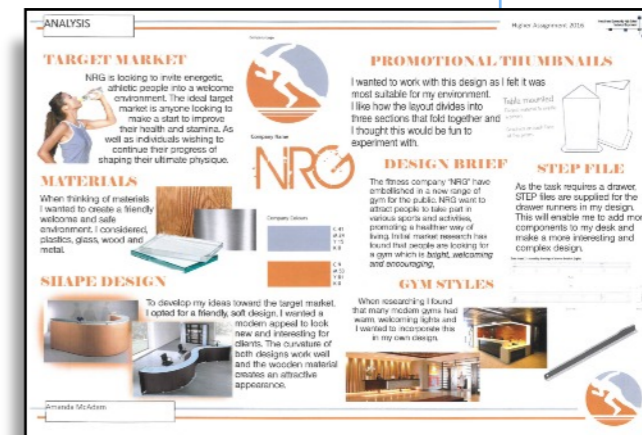 ANALYSIS
Higher Assignment 2016
TARGET MARKET
NRG is looking to invite energetic,
athletic people into a welcome
environment. The ideal target
market is anyone looking to
make a start to improve
their health and stamina. As
well as individuals wishing to
continue their progress of
shaping their ultimate physique.
MATERIALS
When thinking of materials
I wanted to create a friendly
welcome and safe
environment. I considered,
plastics, glass, wood and
metal.
SHAPE DESIGN
To develop my ideas toward the target market.
I opted for a friendly, soft design. I wanted a
modern appeal to look
new and interesting for
clients. The curvature of
both designs work well
and the wooden material
creates an attractive
appearance.
Company Name
NRG
Company Colours
PROMOTIONAL THUMBNAILS
I wanted to work with this design as I felt it was
most suitable for my environment.
I like how the layout divides into
three sections that fold together and
I thought this would be fun to
experiment with.
Table mounted
DESIGN BRIEF
The fitness company "NRG" have
embellished in a new range of
gym for the public. NRG want to
attract people to take part in
various sports and activities,
promoting a healthier way of
living. Initial market research has
found that people are looking for
a gym which is bright, welcoming
and encouraging,
STEP FILE
As the task requires a drawer.
STEP files are supplied for the
drawer runners in my design.
This will enable me to add more
components to my desk and
make a more interesting and
complex design.
GYM STYLES
When researching I found
that many modern gyms had
warm, welcoming lights and
I wanted to incorporate this
in my own design.
Amanda McAdam